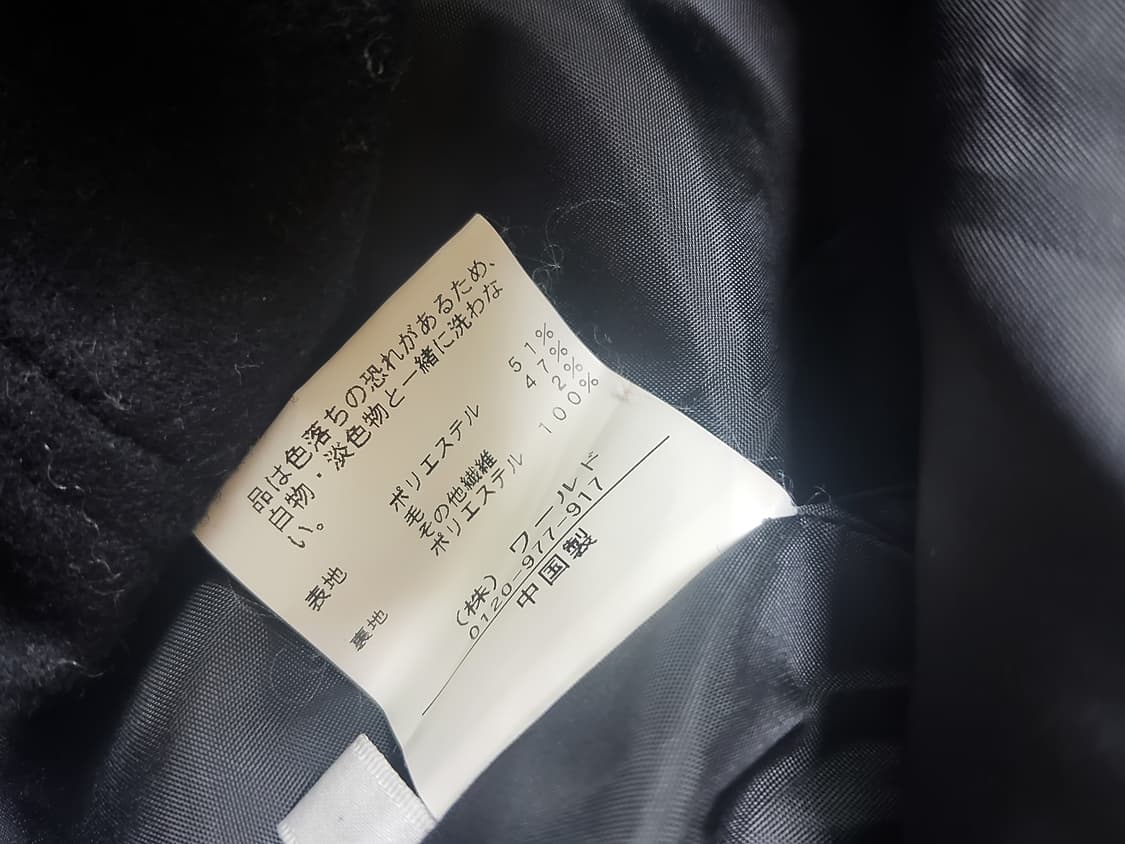 品は色落ちの恐れがあるため、
白物・淡色物と一緒に洗わな
い。
表地 ポリエステル 51%
毛 47%
その他繊維 2%
裏地 ポリエステル 100%
(株) ワールド
0120-977-917
中国製